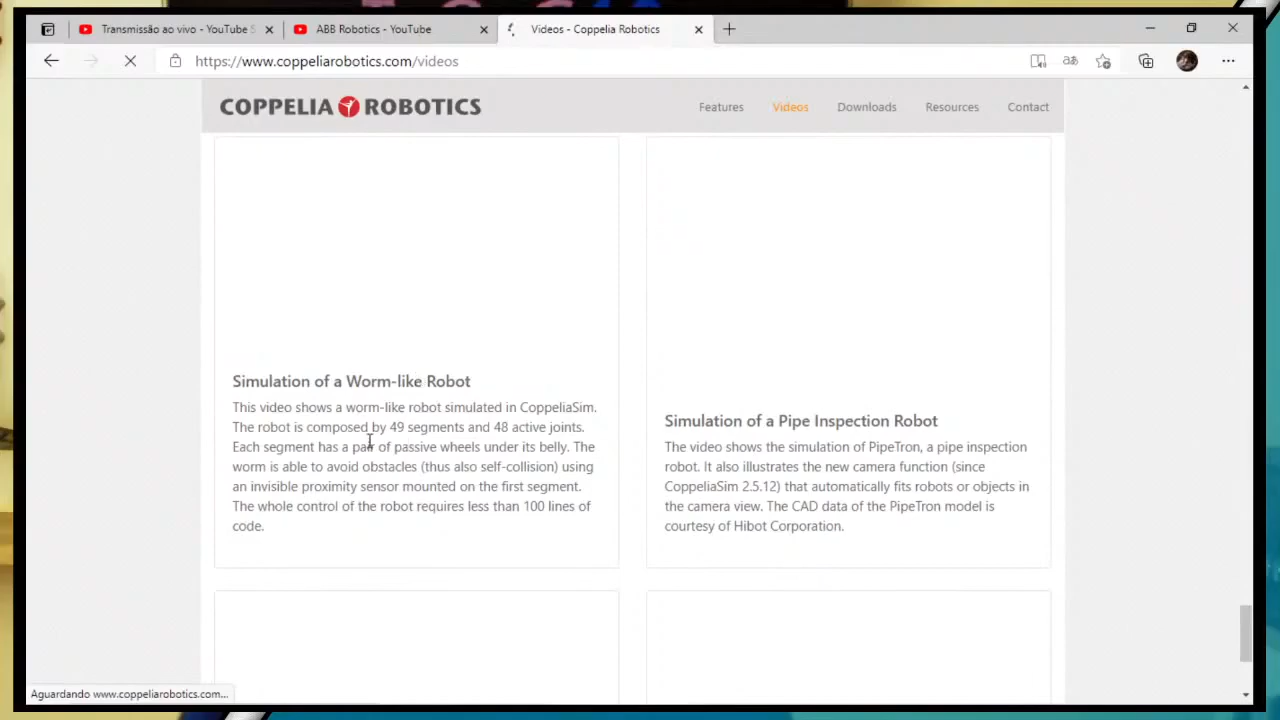 Transmissão ao vivo - YouTube S
ABB Robotics - YouTube
Videos - Coppelia Robotics
https://www.coppeliarobotics.com/videos
COPPELIA ROBOTICS
Features
Videos
Downloads
Resources
Contact
Simulation of a Worm-like Robot
This video shows a worm-like robot simulated in CoppeliaSim.
The robot is composed by 49 segments and 48 active joints.
Each segment has a pair of passive wheels under its belly. The
worm is able to avoid obstacles (thus also self-collision) using
an invisible proximity sensor mounted on the first segment.
The whole control of the robot requires less than 100 lines of
code.
Simulation of a Pipe Inspection Robot
The video shows the simulation of PipeTron, a pipe inspection
robot. It also illustrates the new camera function (since
CoppeliaSim 2.5.12) that automatically fits robots or objects in
the camera view. The CAD data of the PipeTron model is
courtesy of Hibot Corporation.
Aguardando www.coppeliarobotics.com...